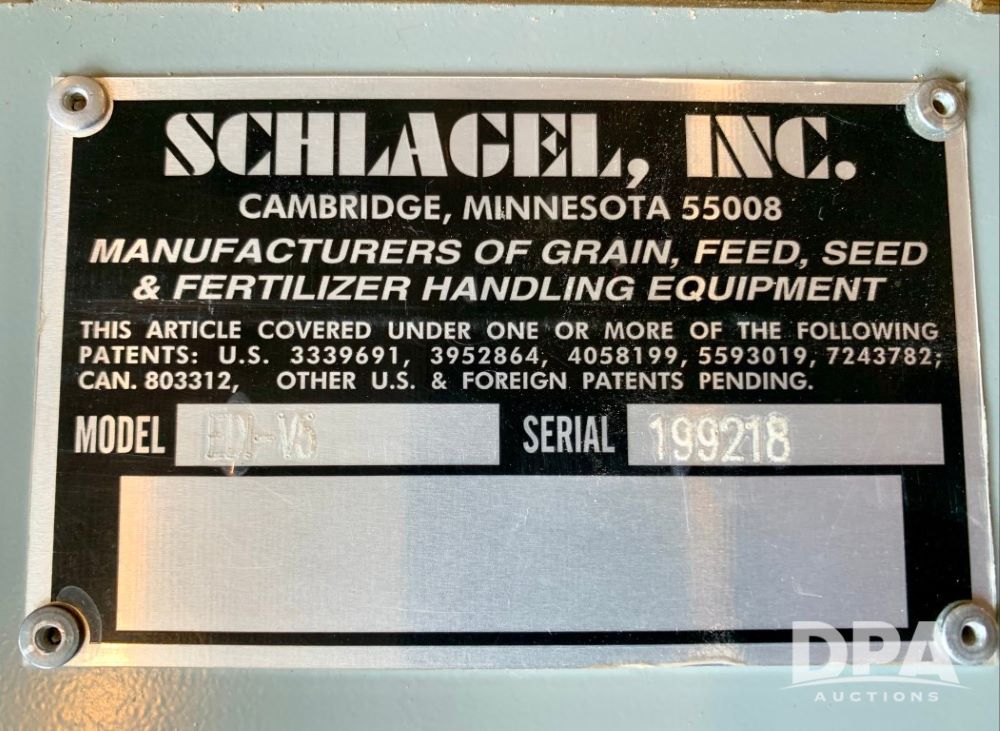 SCHLAGEL, INC.
CAMBRIDGE, MINNESOTA 55008
MANUFACTURERS OF GRAIN, FEED, SEED
& FERTILIZER HANDLING EQUIPMENT
THIS ARTICLE COVERED UNDER ONE OR MORE OF THE FOLLOWING
PATENTS: U.S. 3339691, 3952864, 4058199, 5593019, 7243782;
CAN. 803312, OTHER U.S. & FOREIGN PATENTS PENDING.
MODEL SERIAL 199218
DPA
AUCTIONS